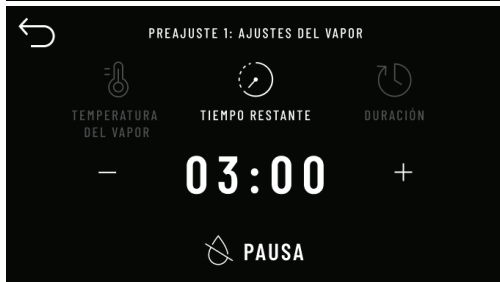 PREAJUSTE 1: AJUSTES DEL VAPOR
TEMPERATURA
DEL VAPOR
TIEMPO RESTANTE
DURACIÓN
− 03:00 +
PAUSA